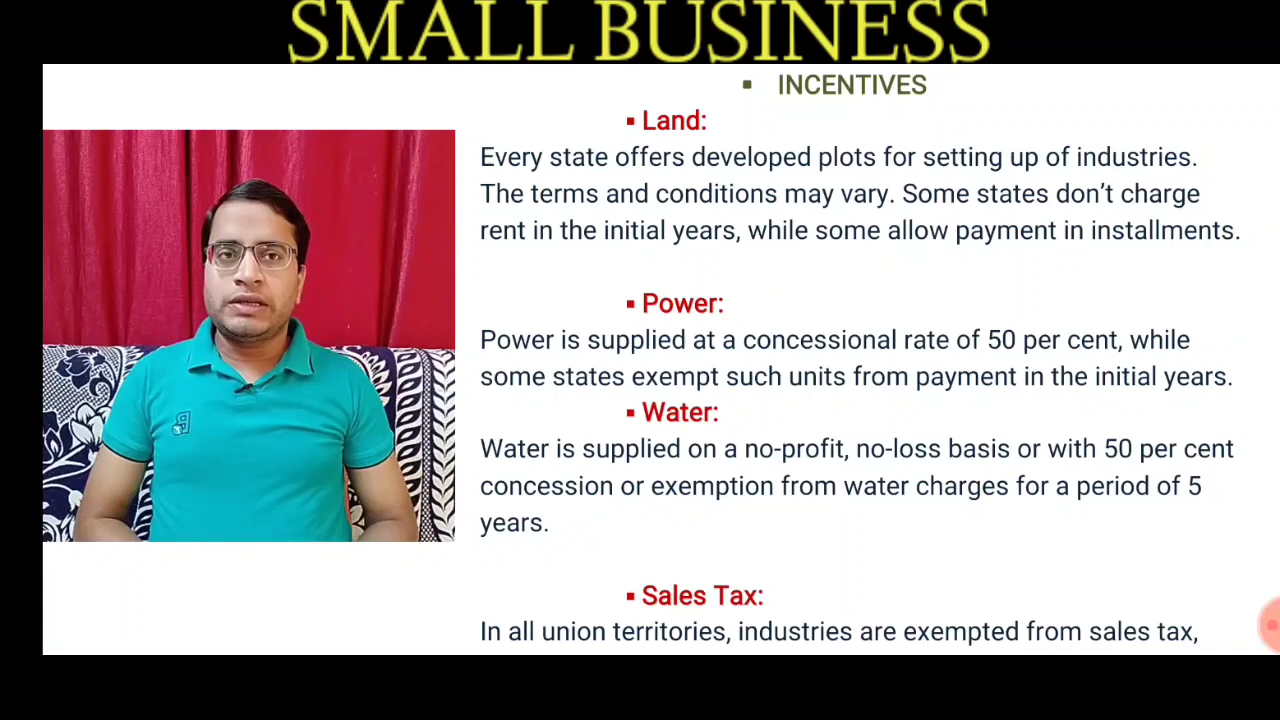 SMALL BUSINESS
▪ INCENTIVES
▪ Land:
Every state offers developed plots for setting up of industries.
The terms and conditions may vary. Some states don’t charge
rent in the initial years, while some allow payment in installments.
▪ Power:
Power is supplied at a concessional rate of 50 per cent, while
some states exempt such units from payment in the initial years.
▪ Water:
Water is supplied on a no-profit, no-loss basis or with 50 per cent
concession or exemption from water charges for a period of 5
years.
▪ Sales Tax:
In all union territories, industries are exempted from sales tax,